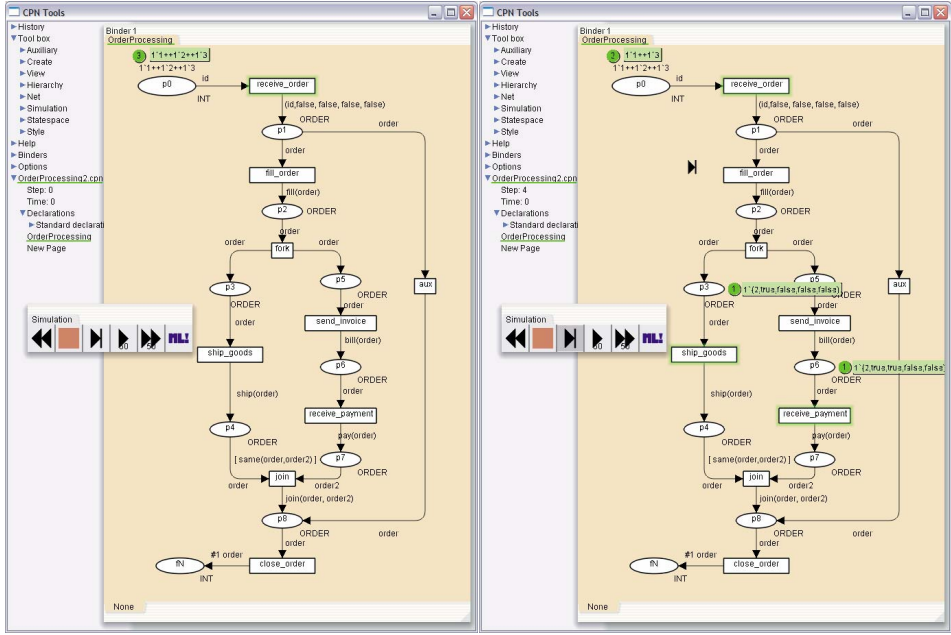 CPN Tools
History
Tool box
Auxiliary
Create
View
Hierarchy
Net
Simulation
Statespace
Style
Help
Binders
Options
OrderProcessing2.cpn
Step: 0
Time: 0
Declarations
Standard declarati
OrderProcessing
New Page
Simulation
50
ML!
Binder 1
OrderProcessing
3 1`1++1`2++1`3
1`1++1`2++1`3
p0
id
INT
receive_order
(id,false, false, false, false)
ORDER
p1
order
order
fill_order
fill(order)
p2
ORDER
order
order
order
fork
p3
ORDER
p5
ORDER
aux
order
order
send_invoice
ship_goods
bill(order)
p6
ORDER
ship(order)
order
receive_payment
p4
ORDER
pay(order)
[ same(order,order2) ]
p7
ORDER
join
order
order2
join(order, order2)
p8
ORDER
order
order
#1 order
fN
close_order
INT
None
CPN Tools
History
Tool box
Auxiliary
Create
View
Hierarchy
Net
Simulation
Statespace
Style
Help
Binders
Options
OrderProcessing2.cpn
Step: 4
Time: 0
Declarations
Standard declarati
OrderProcessing
New Page
Simulation
50
ML!
Binder 1
OrderProcessing
2 1`1++1`3
1`1++1`2++1`3
p0
id
INT
receive_order
(id,false, false, false, false)
ORDER
p1
order
order
fill_order
fill(order)
p2
ORDER
order
order
order
fork
p3
1 1`(2,true,false,false,false)
ORDER
p5
ORDER
aux
order
order
send_invoice
ship_goods
bill(order)
p6
1 1`(2,true,true,false,false)
ORDER
ship(order)
order
receive_payment
p4
ORDER
pay(order)
[ same(order,order2) ]
p7
ORDER
join
order
order2
join(order, order2)
p8
ORDER
order
order
#1 order
fN
close_order
INT
None